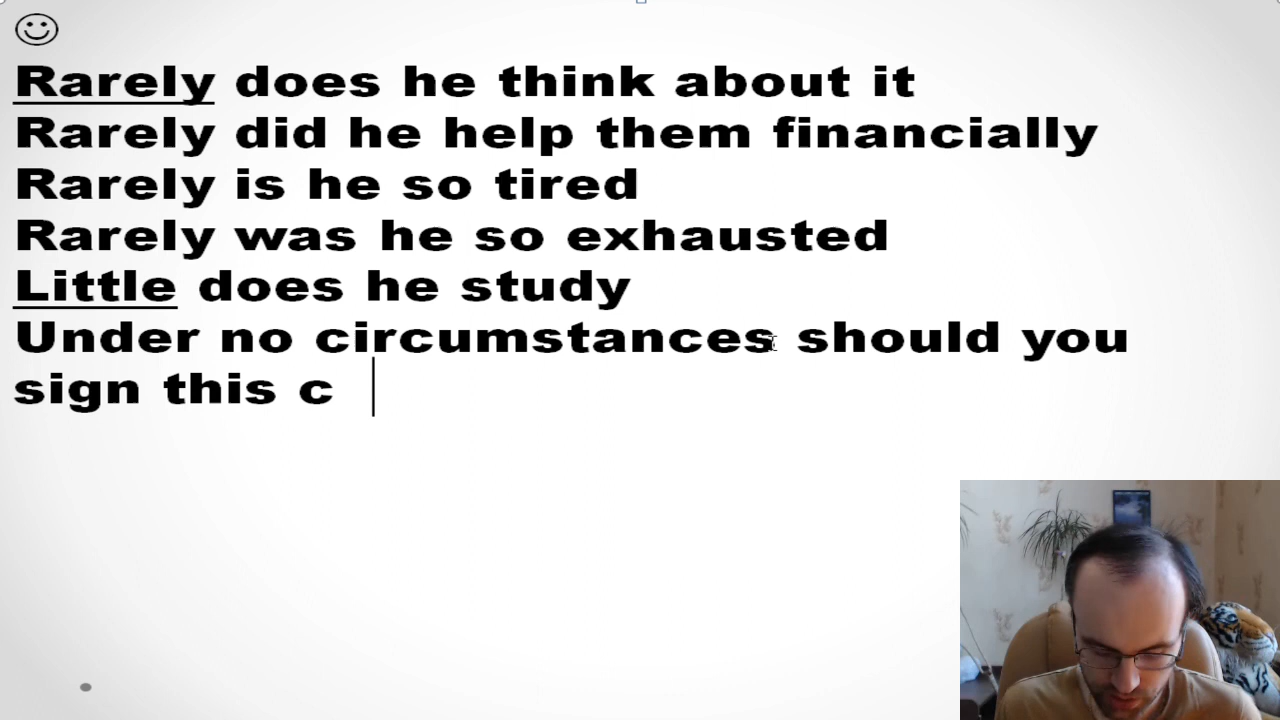 Rarely does he think about it
Rarely did he help them financially
Rarely is he so tired
Rarely was he so exhausted
Little does he study
Under no circumstances should you
sign this c